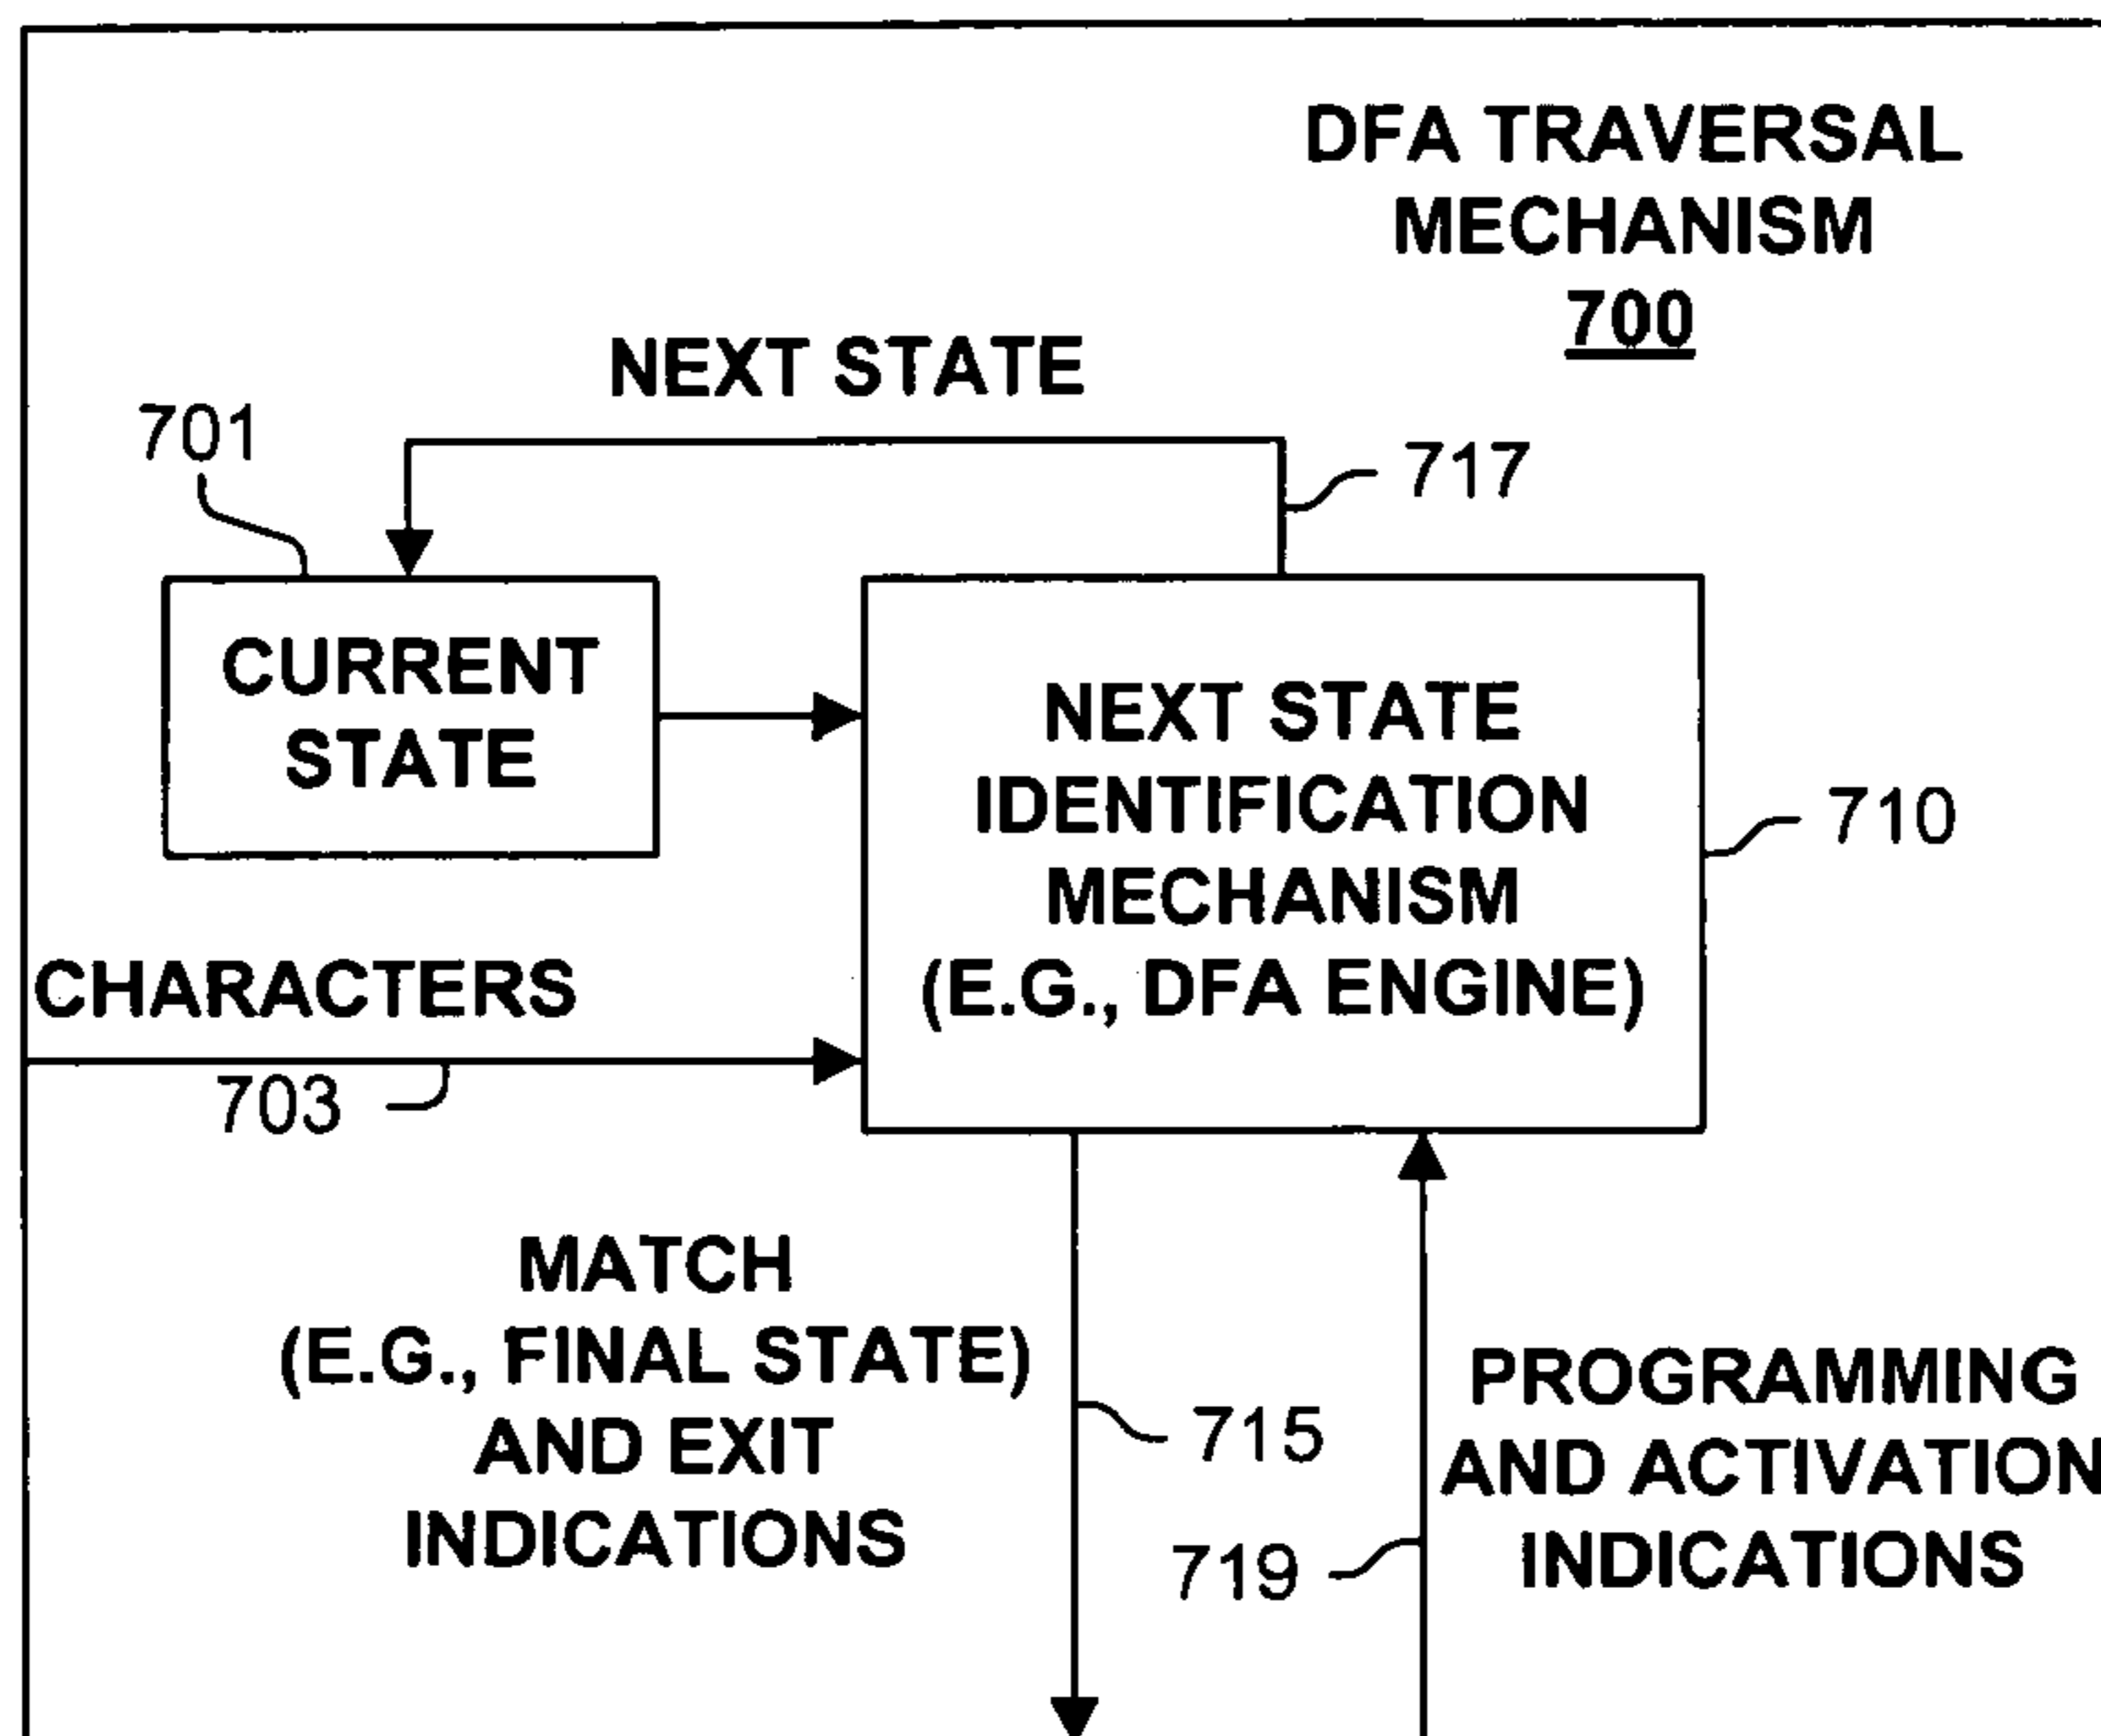 DFA TRAVERSAL
MECHANISM
700
NEXT STATE
701
717
CURRENT
STATE
NEXT STATE
IDENTIFICATION
MECHANISM
(E.G., DFA ENGINE)
710
CHARACTERS
703
MATCH
(E.G., FINAL STATE)
AND EXIT
INDICATIONS
715
PROGRAMMING
AND ACTIVATION
INDICATIONS
719